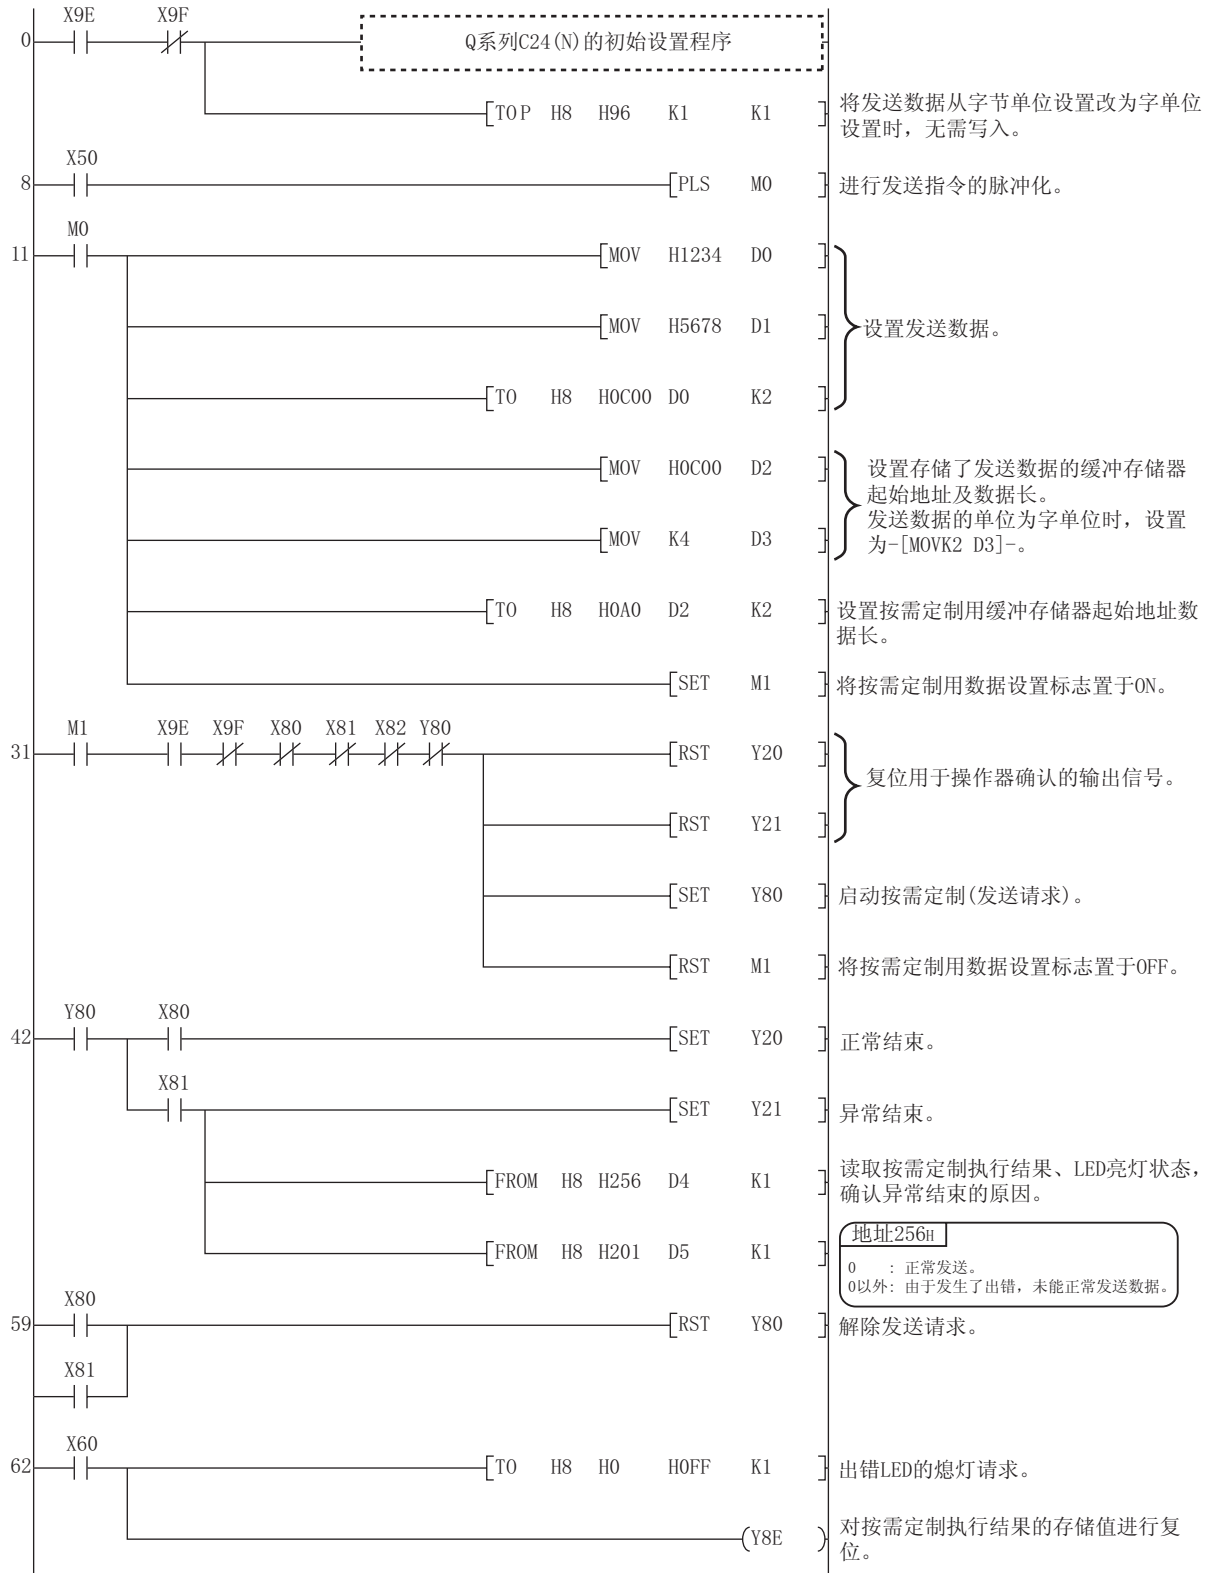 X9E X9F
0 Q系列C24(N)的初始设置程序
TOP H8 H96 K1 K1 将发送数据从字节单位设置改为字单位
设置时，无需写入。
X50
8 PLS M0 进行发送指令的脉冲化。
M0
11 MOV H1234 D0
MOV H5678 D1 设置发送数据。
TO H8 H0C00 D0 K2
MOV H0C00 D2 设置存储了发送数据的缓冲存储器
起始地址及数据长。
发送数据的单位为字单位时，设置
MOV K4 D3 为-[MOVK2 D3]-。
TO H8 H0A0 D2 K2 设置按需定制用缓冲存储器起始地址数
据长。
SET M1 将按需定制用数据设置标志置于ON。
M1 X9E X9F X80 X81 X82 Y80
31 RST Y20
复位用于操作器确认的输出信号。
RST Y21
SET Y80 启动按需定制(发送请求)。
RST M1 将按需定制用数据设置标志置于OFF。
Y80 X80
42 SET Y20 正常结束。
X81
SET Y21 异常结束。
FROM H8 H256 D4 K1 读取按需定制执行结果、LED亮灯状态，
确认异常结束的原因。
地址256H
FROM H8 H201 D5 K1
0 : 正常发送。
0以外: 由于发生了出错，未能正常发送数据。
X80
59 RST Y80 解除发送请求。
X81
X60
62 TO H8 H0 H0FF K1 出错LED的熄灯请求。
Y8E 对按需定制执行结果的存储值进行复
位。